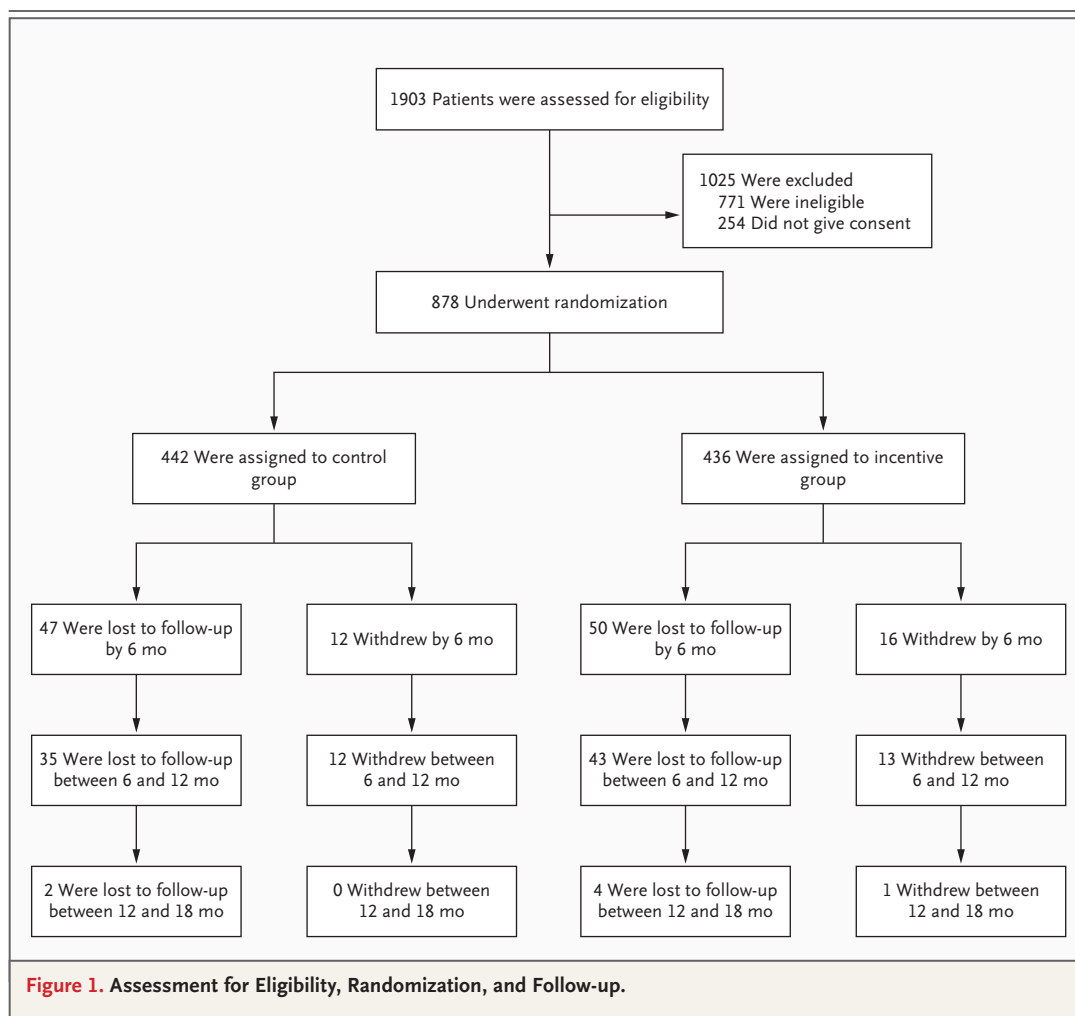 1903 Patients were assessed for eligibility
1025 Were excluded
771 Were ineligible
254 Did not give consent
878 Underwent randomization
442 Were assigned to control
group
436 Were assigned to incentive
group
47 Were lost to follow-up
by 6 mo
12 Withdrew by 6 mo
50 Were lost to follow-up
by 6 mo
16 Withdrew by 6 mo
35 Were lost to follow-up
between 6 and 12 mo
12 Withdrew between
6 and 12 mo
43 Were lost to follow-up
between 6 and 12 mo
13 Withdrew between
6 and 12 mo
2 Were lost to follow-up
between 12 and 18 mo
0 Withdrew between
12 and 18 mo
4 Were lost to follow-up
between 12 and 18 mo
1 Withdrew between
12 and 18 mo
Figure 1. Assessment for Eligibility, Randomization, and Follow-up.